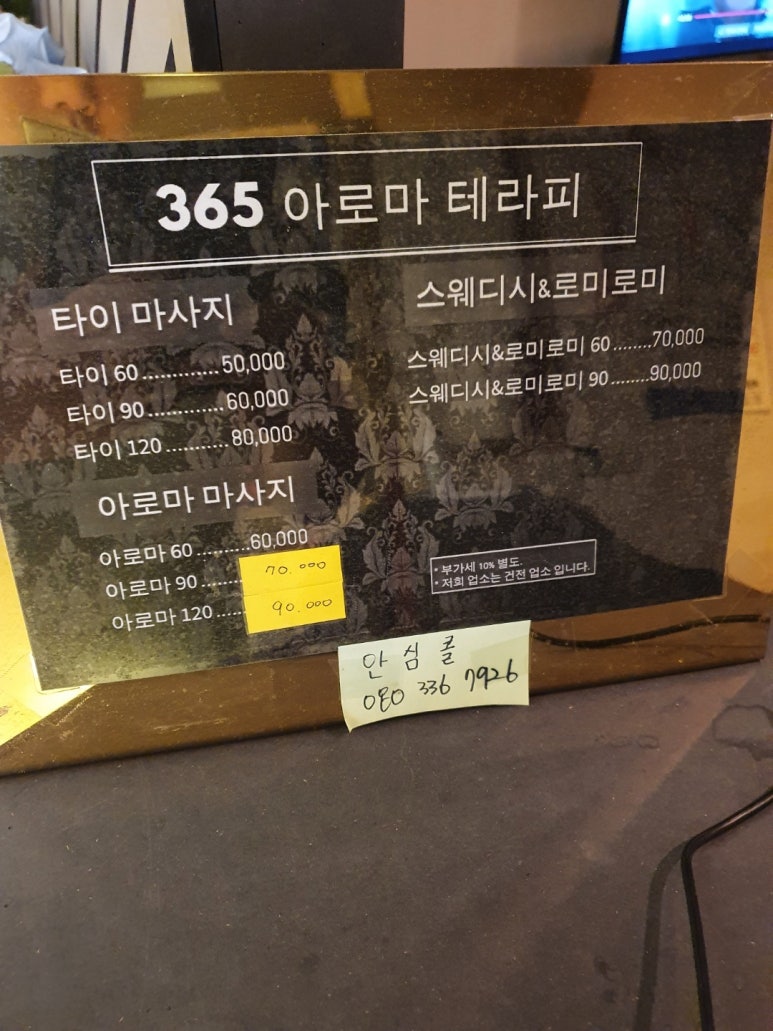 365 아로마 테라피
타이 마사지
타이 60.............50,000
타이 90.............60,000
타이 120...........80,000
아로마 마사지
아로마 60..........60,000
아로마 90.......70.000
아로마 120.....90.000
스웨디시&로미로미
스웨디시&로미로미 60........70,000
스웨디시&로미로미 90........90,000
* 부가세 10% 별도.
* 저희 업소는 건전 업소 입니다.
안심콜
080 336 7926